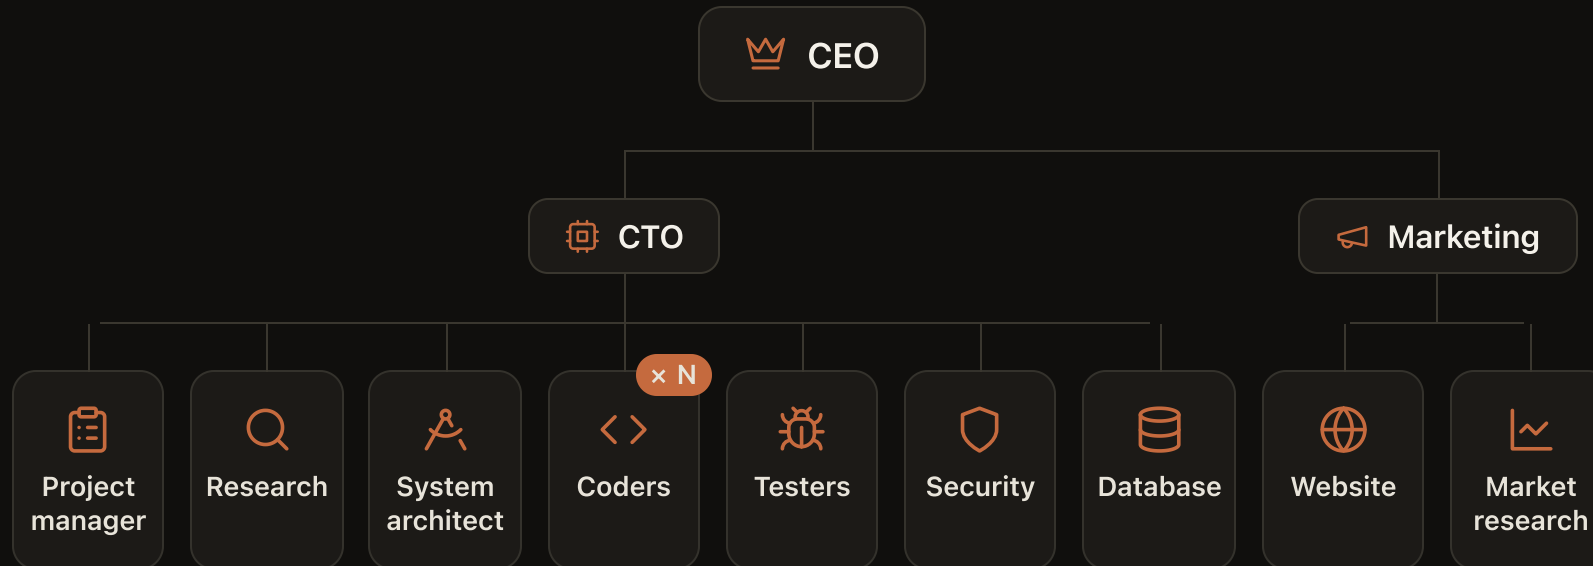 CEO
CTO
Marketing
× N
Project
manager
Research
System
architect
Coders
Testers
Security
Database
Website
Market
research